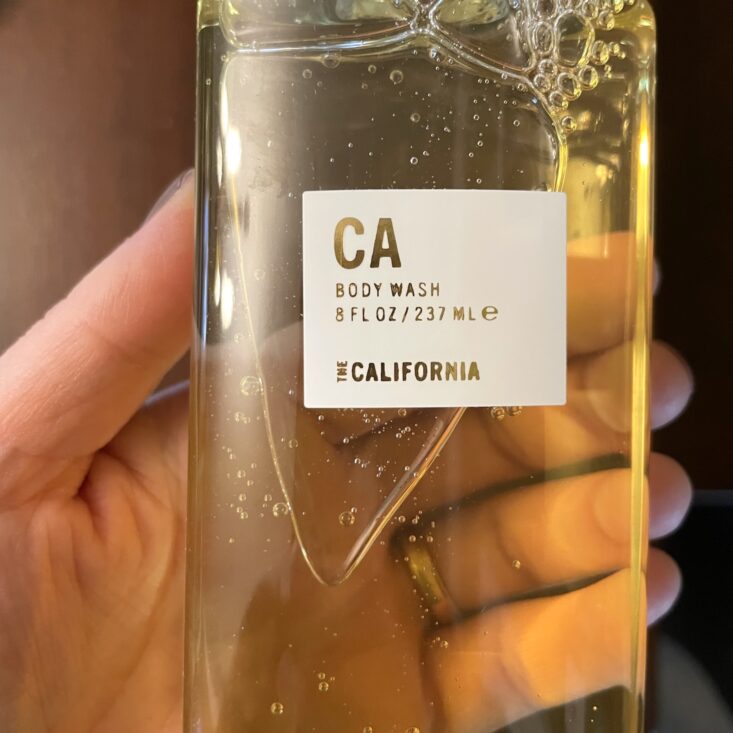 CA
BODY WASH
8 FL OZ/237 ML ℮
THE CALIFORNIA